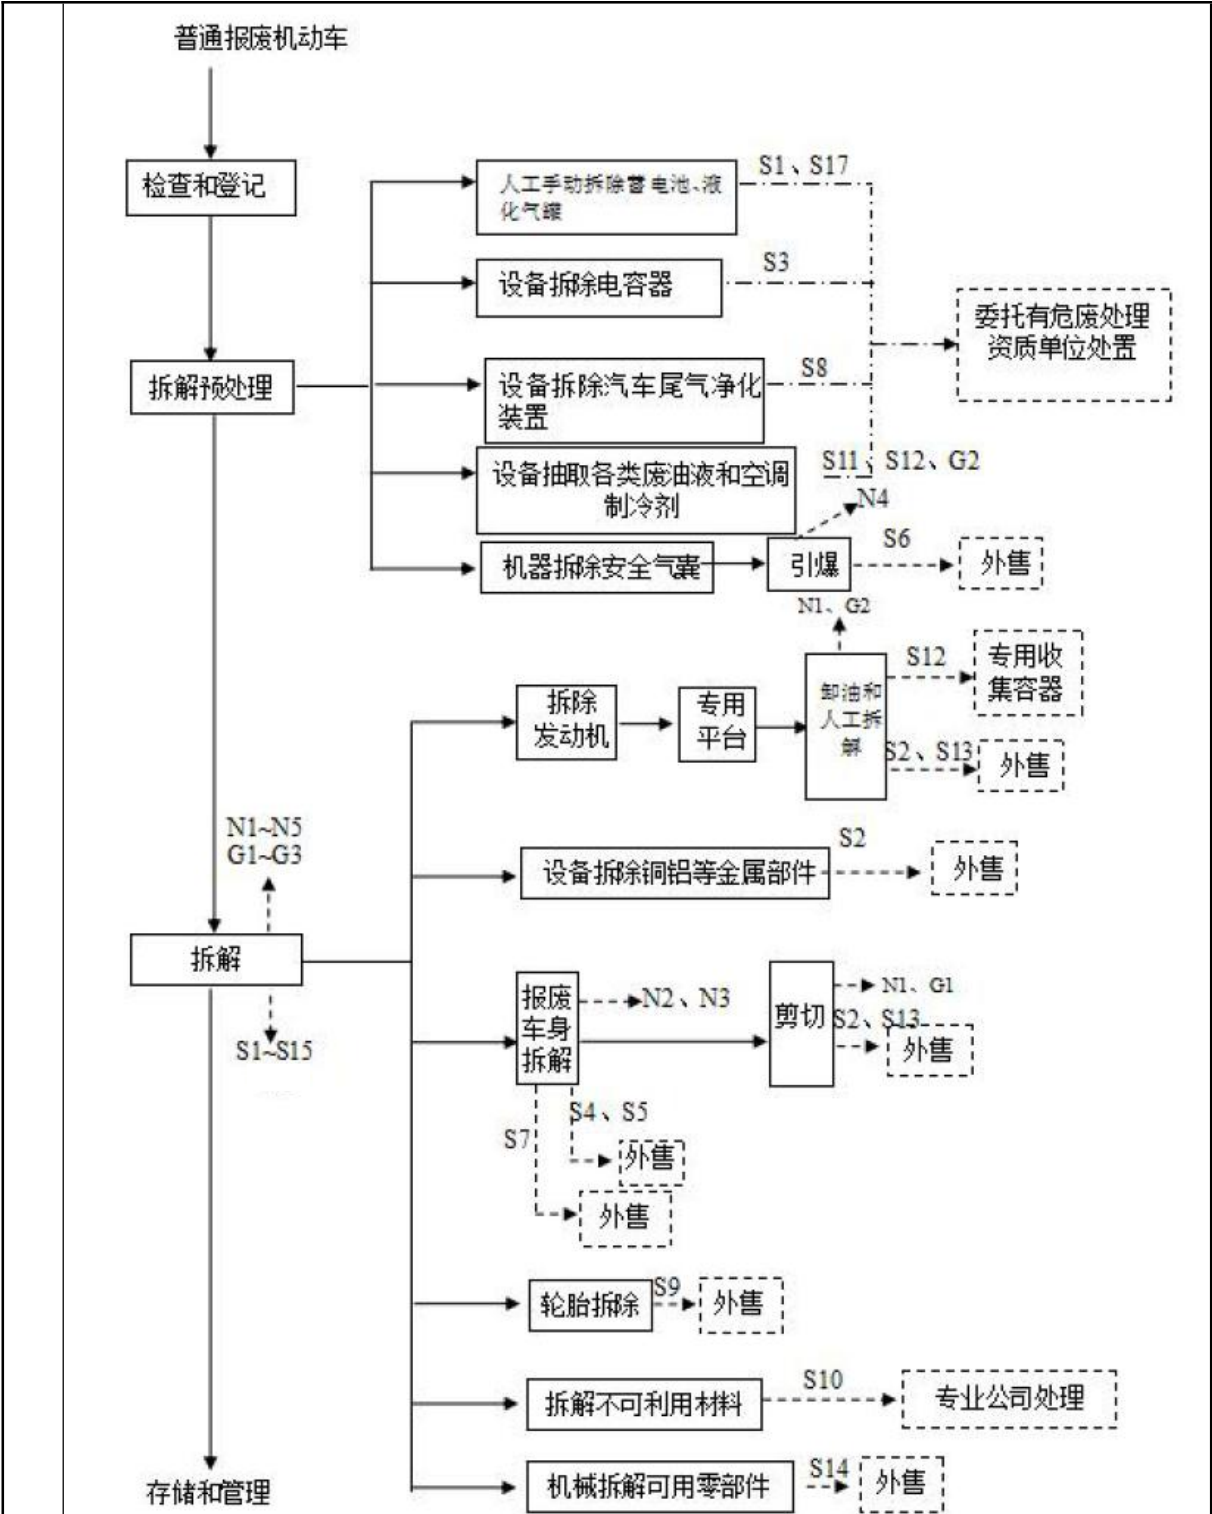 普通报废机动车
检查和登记
人工手动拆除蓄电池、液
化气罐
S1、S17
设备拆除电容器
S3
委托有危废处理
资质单位处置
拆解预处理
设备拆除汽车尾气净化
装置
S8
设备抽取各类废油液和空调
制冷剂
S11、S12、G2
N4
机器拆除安全气囊
引爆
S6
外售
N1、G2
拆除
发动机
专用
平台
卸油和
人工拆
解
S12
专用收
集容器
S2、S13
外售
N1~N5
G1~G3
设备拆除铜铝等金属部件
S2
外售
拆解
S1~S15
报废
车身
拆解
N2、N3
剪切
N1、G1
S2、S13
外售
S4、S5
S7
外售
外售
轮胎拆除
S9
外售
拆解不可利用材料
S10
专业公司处理
机械拆解可用零部件
S14
外售
存储和管理